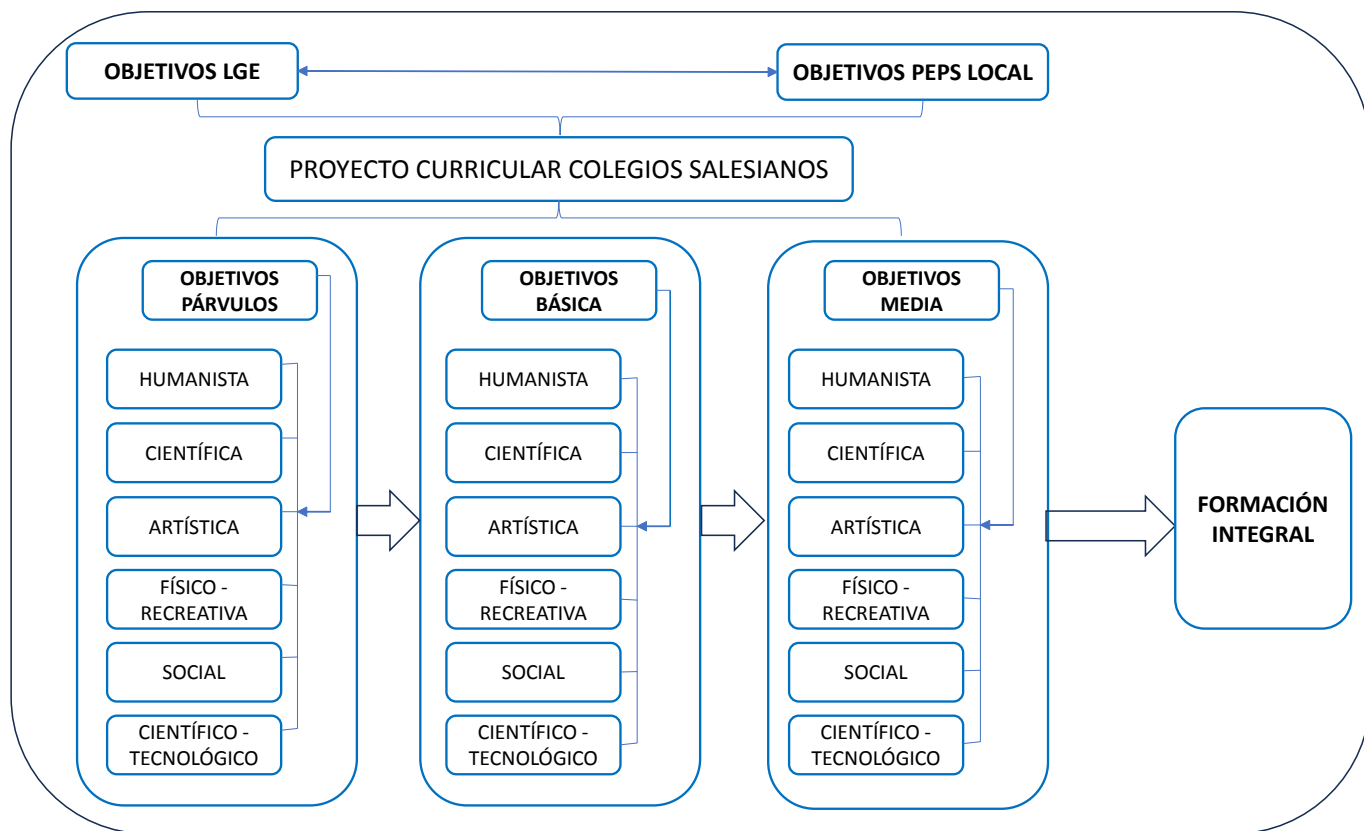 OBJETIVOS LGE
OBJETIVOS PEPS LOCAL
PROYECTO CURRICULAR COLEGIOS SALESIANOS
OBJETIVOS
PÁRVULOS
HUMANISTA
CIENTÍFICA
ARTÍSTICA
FÍSICO -
RECREATIVA
SOCIAL
CIENTÍFICO -
TECNOLÓGICO
OBJETIVOS
BÁSICA
HUMANISTA
CIENTÍFICA
ARTÍSTICA
FÍSICO -
RECREATIVA
SOCIAL
CIENTÍFICO -
TECNOLÓGICO
OBJETIVOS
MEDIA
HUMANISTA
CIENTÍFICA
ARTÍSTICA
FÍSICO -
RECREATIVA
SOCIAL
CIENTÍFICO -
TECNOLÓGICO
FORMACIÓN
INTEGRAL